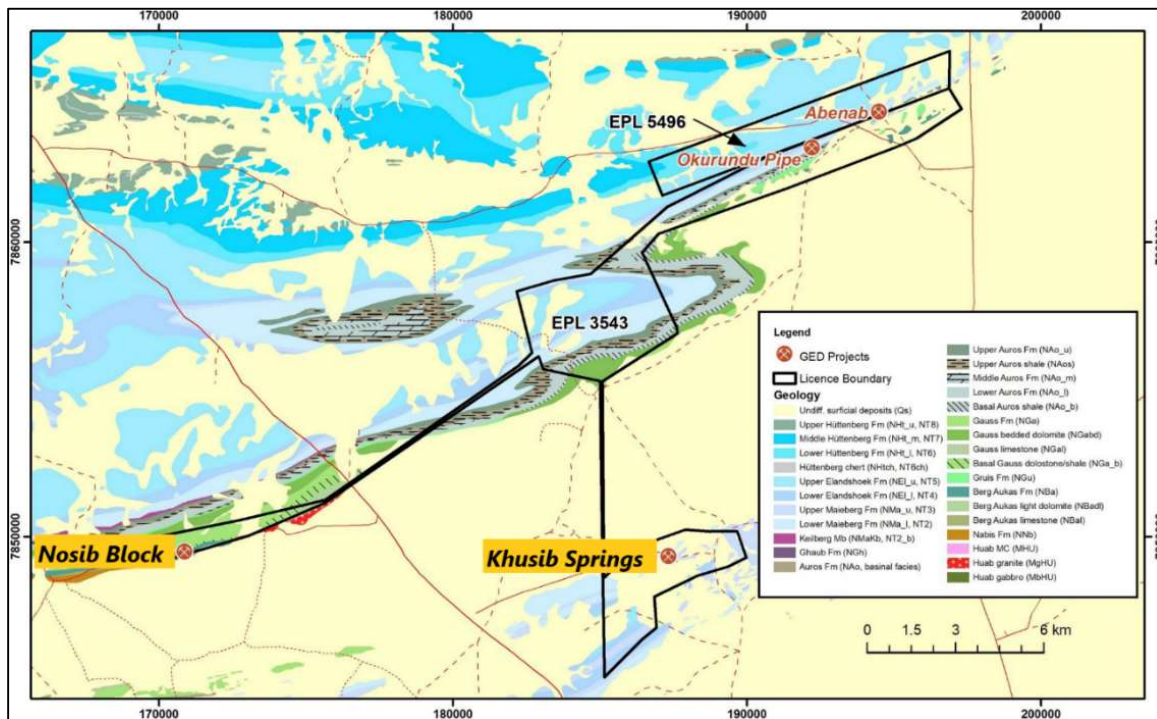 170000
180000
190000
200000
Abenab
EPL 5496
Okurundu Pipe
7860000
EPL 3543
7850000
Nosib Block
Khusib Springs
Legend
GED Projects
Licence Boundary
Geology
Undiff. surficial deposits (Qs)
Upper Hüttenberg Fm (NHt_u, NT8)
Middle Hüttenberg Fm (NHt_m, NT7)
Lower Hüttenberg Fm (NHt_l, NT6)
Hüttenberg chert (NHtch, NT6ch)
Upper Elandshoek Fm (NEl_u, NT5)
Lower Elandshoek Fm (NEl_l, NT4)
Upper Maieberg Fm (NMa_u, NT3)
Lower Maieberg Fm (NMa_l, NT2)
Keilberg Mb (NMaKb, NT2_b)
Ghaub Fm (NGh)
Auros Fm (NAo, basinal facies)
Upper Auros Fm (NAo_u)
Upper Auros shale (NAos)
Middle Auros Fm (NAo_m)
Lower Auros Fm (NAo_l)
Basal Auros shale (NAo_b)
Gauss Fm (NGa)
Gauss bedded dolomite (NGabd)
Gauss limestone (NGal)
Basal Gauss dolostone/shale (NGa_b)
Gruis Fm (NGu)
Berg Aukas Fm (NBa)
Berg Aukas light dolomite (NBadl)
Berg Aukas limestone (NBal)
Nabis Fm (NNb)
Huab MC (MHU)
Huab granite (MgHU)
Huab gabbro (MbHU)
0 1.5 3 6 km
170000
180000
190000
200000